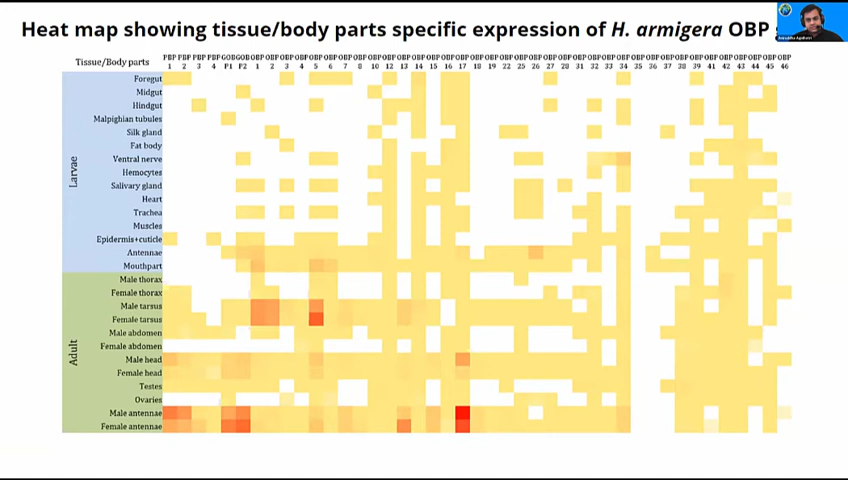 Heat map showing tissue/body parts specific expression of H. armigera OBP
Tissue/Body parts
PBP PBP PBP PBP GOB GOB OBP OBP OBP OBP OBP OBP OBP OBP OBP OBP OBP OBP OBP OBP OBP OBP OBP OBP OBP OBP OBP OBP OBP OBP OBP OBP OBP OBP OBP OBP OBP OBP OBP OBP OBP OBP OBP
1 2 3 4 P1 P2 1 2 3 4 5 6 7 8 10 12 13 14 15 16 17 18 19 22 25 26 27 28 31 32 33 34 35 36 37 38 39 41 42 43 44 45 46
Foregut
Midgut
Hindgut
Malpighian tubules
Silk gland
Fat body
Ventral nerve
Hemocytes
Salivary gland
Heart
Trachea
Muscles
Epidermis+cuticle
Antennae
Mouthpart
Larvae
Male thorax
Female thorax
Male tarsus
Female tarsus
Male abdomen
Female abdomen
Male head
Female head
Testes
Ovaries
Male antennae
Female antennae
Adult